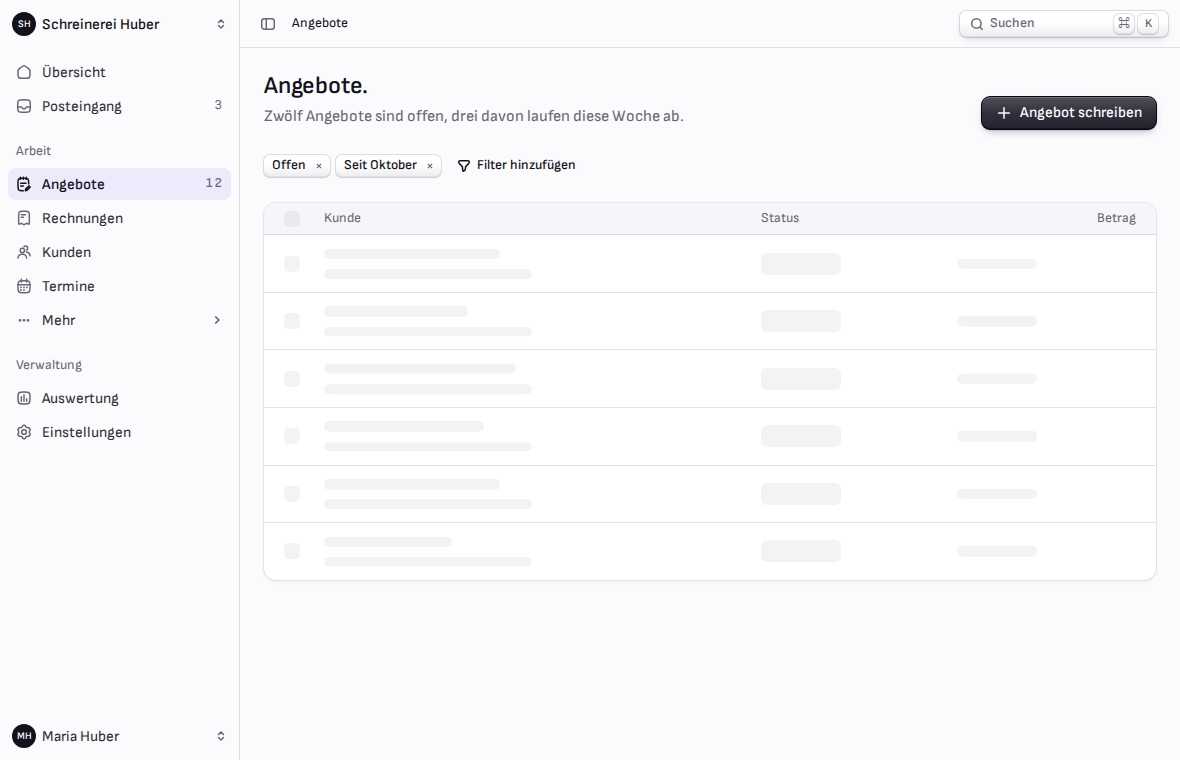 SH Schreinerei Huber
Angebote
Suchen ⌘ K
Übersicht
Posteingang 3
Arbeit
Angebote 12
Rechnungen
Kunden
Termine
Mehr
Verwaltung
Auswertung
Einstellungen
MH Maria Huber
Angebote.
Zwölf Angebote sind offen, drei davon laufen diese Woche ab.
Angebot schreiben
Offen × Seit Oktober × Filter hinzufügen
Kunde Status Betrag